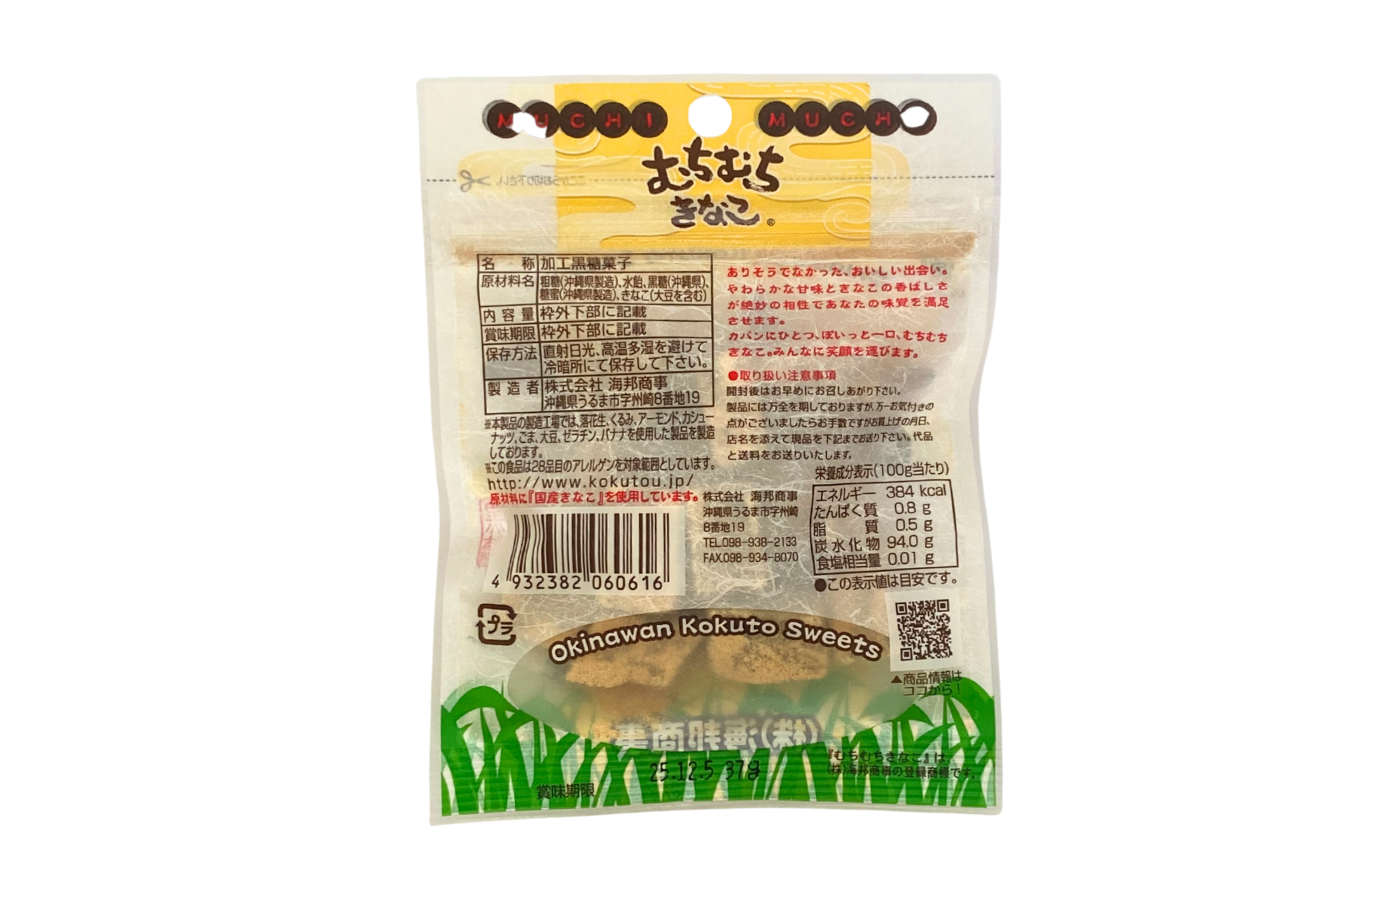 MUCHI MUCH
むちむち
きなこ®
ここからお切り下さい。
名称 加工黒糖菓子
原材料名 粗糖(沖縄県製造)、水飴、黒糖(沖縄県)、
糖蜜(沖縄県製造)、きなこ(大豆を含む)
内容量 枠外下部に記載
賞味期限 枠外下部に記載
保存方法 直射日光、高温多湿を避けて
冷暗所にて保存して下さい。
製造者 株式会社 海邦商事
沖縄県うるま市字州崎8番地19
※本製品の製造工場では、落花生、くるみ、アーモンド、カシュー
ナッツ、ごま、大豆、ゼラチン、バナナを使用した製品を製造
しております。
※この食品は28品目のアレルゲンを対象範囲としています。
http://www.kokutou.jp/
原材料に『国産きなこ』を使用しています。
4 932382 060616
プラ
ありそうでなかった、おいしい出会い。
やわらかな甘味ときなこの香ばしさ
が絶妙の相性であなたの味覚を満足
させます。
カバンにひとつ、ぽいっと一口、むちむち
きなこ。みんなに笑顔を運びます。
●取り扱い注意事項
開封後はお早めにお召しあがり下さい。
製品には万全を期しておりますが、万一お気付きの
点がございましたらお手数ですがお買上げの月日、
店名を添えて現品を下記までお送り下さい。代品
と送料をお送りいたします。
株式会社 海邦商事
沖縄県うるま市字州崎
8番地19
TEL.098-938-2133
FAX.098-934-8070
栄養成分表示(100g当たり)
エネルギー 384 kcal
たんぱく質 0.8 g
脂質 0.5 g
炭水化物 94.0 g
食塩相当量 0.01 g
●この表示値は目安です。
▲商品情報は
ココから!
Okinawan Kokuto Sweets
(株)海邦商事
『むちむちきなこ』は、
(株)海邦商事の登録商標です。
25.12.5 37g
賞味期限